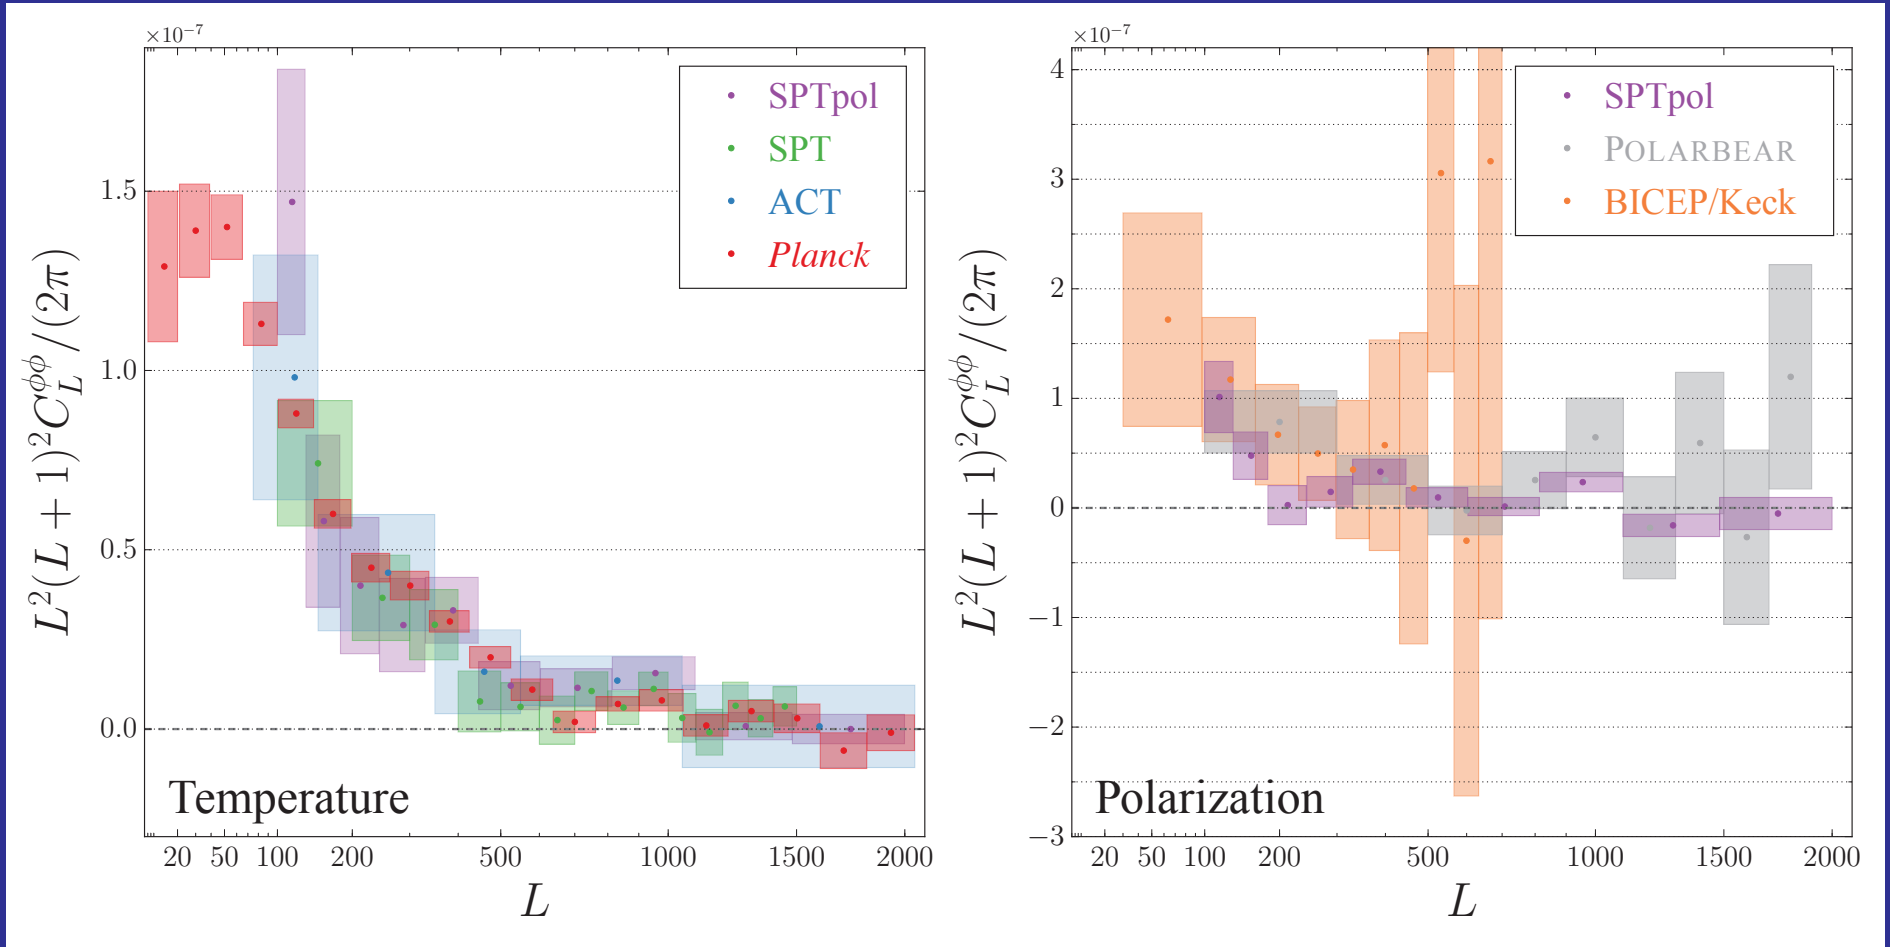 ×10⁻⁷
1.5
1.0
0.5
0.0
L²(L + 1)²C_L^{ϕϕ}/(2π)
SPTpol
SPT
ACT
Planck
Temperature
20 50 100 200 500 1000 1500 2000
L
×10⁻⁷
4
3
2
1
0
−1
−2
−3
L²(L + 1)²C_L^{ϕϕ}/(2π)
SPTpol
POLARBEAR
BICEP/Keck
Polarization
20 50 100 200 500 1000 1500 2000
L